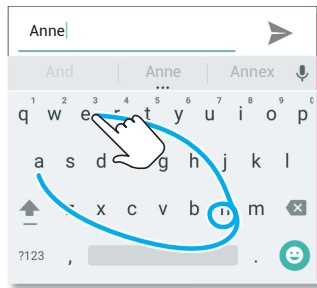 Anne
And Anne Annex
1 2 3 4 5 6 7 8 9 0
q w e r t y u i o p
a s d g h j k l
z x c v b n m
?123 , .